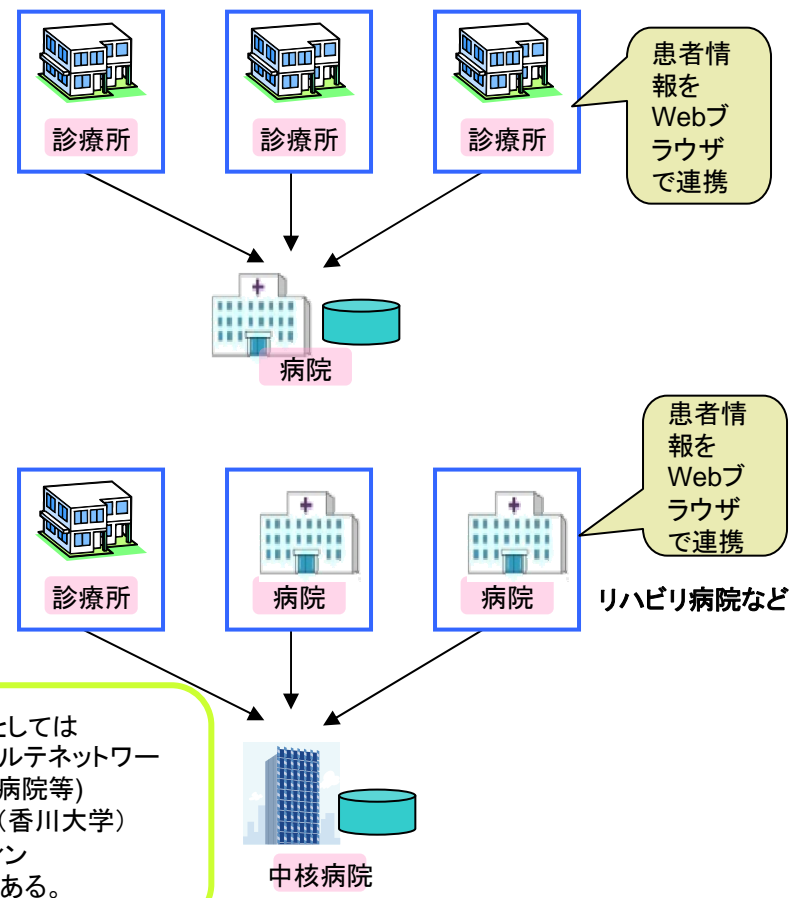 診療所
診療所
診療所
患者情
報を
Webブ
ラウザ
で連携
病院
診療所
病院
病院
患者情
報を
Webブ
ラウザ
で連携
リハビリ病院など
としては
ルテネットワー
病院等)
（香川大学）
ィン
ある。
中核病院